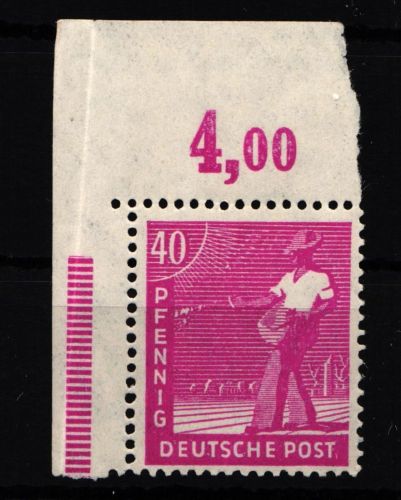 4,00
40
PFENNIG
DEUTSCHE POST